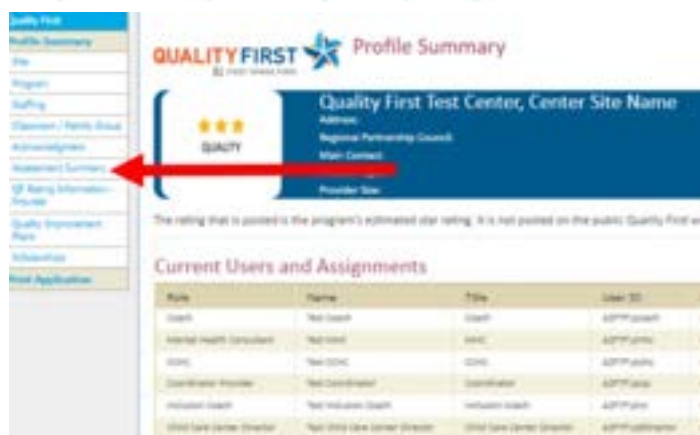 Quality First
Profile Summary
Site
Program
Staffing
Classroom / Family Group
Acknowledgment
Assessment Summary
QF Rating Information - Provider
Quality Improvement Plans
Scholarships
Print Application
QUALITY FIRST
Profile Summary
QUALITY
Quality First Test Center, Center Site Name
Address:
Regional Partnership Council:
Main Contact:
Provider Size:
The rating that is posted is the program's estimated star rating. It is not posted on the public Quality First
Current Users and Assignments
Role Name Title User ID
Coach Test Coach Coach
Mental Health Consultant
CCHC Test CCHC CCHC
Coordinator Provider Test Coordinator Coordinator
Inclusion Coach Test Inclusion Coach Inclusion Coach
Child Care Center Director Test Child Care Center Director Child Care Center Director